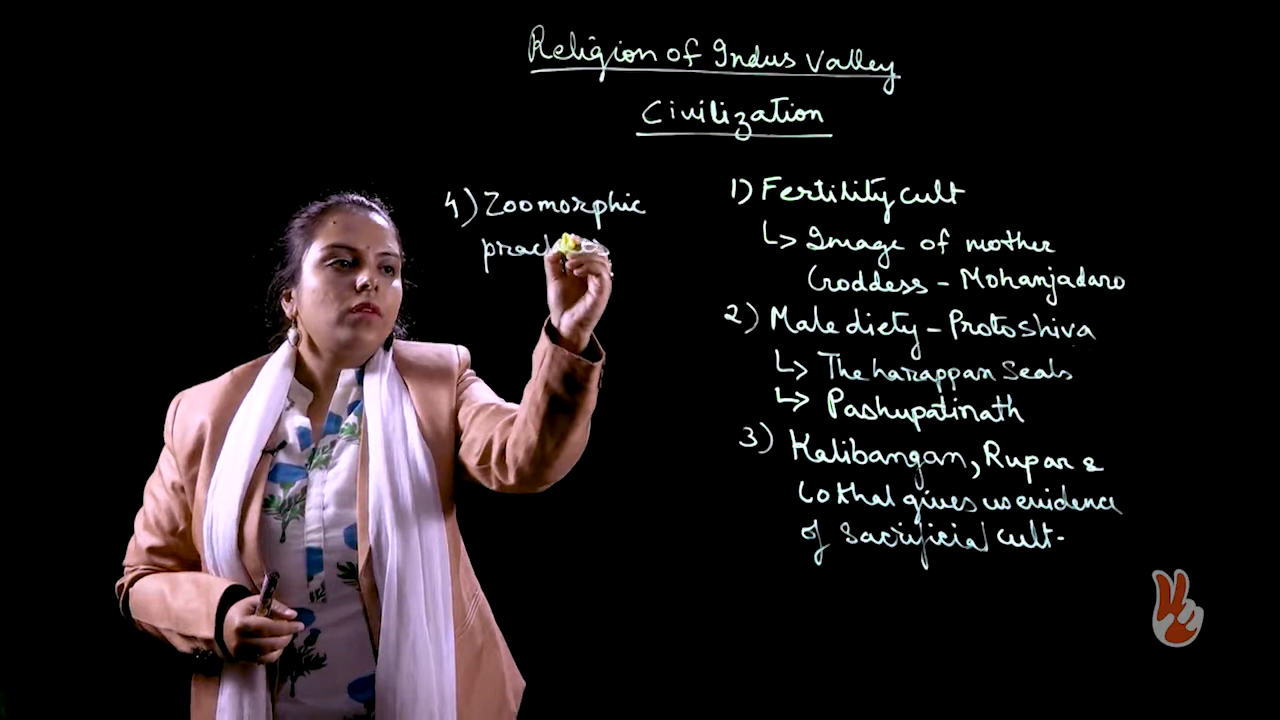 Religion of Indus Valley
Civilization
1) Fertility cult
↳ Image of mother
Goddess - Mohanjadaro
2) Male diety - Protoshiva
↳ The harappan Seals
↳ Pashupatinath
3) Kalibangan, Rupar &
Lothal gives us evidence
of Sacrificial cult.
4) Zoomorphic